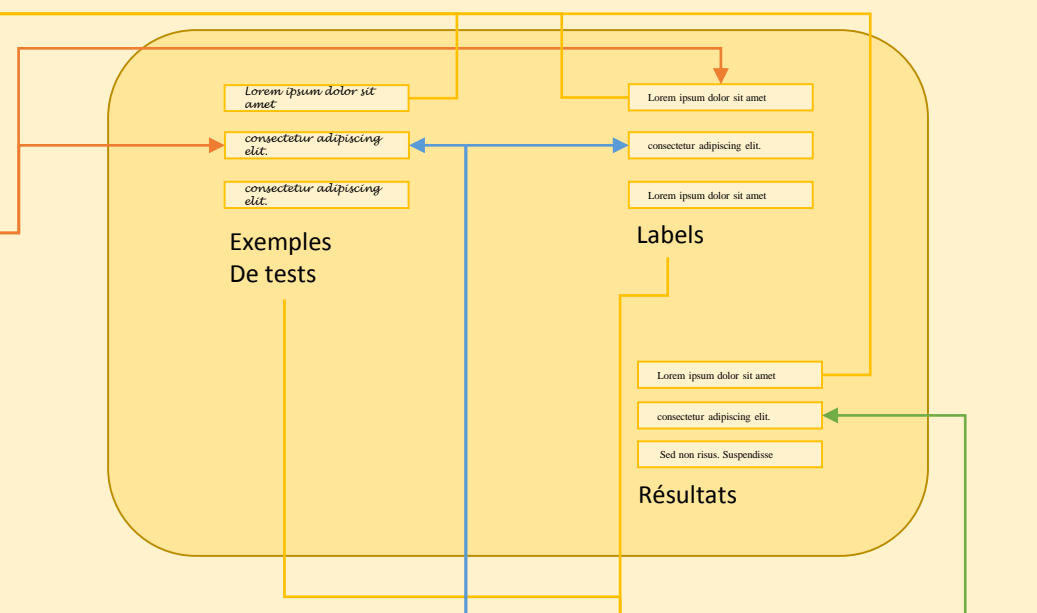 Lorem ipsum dolor sit
amet
consectetur adipiscing
elit.
consectetur adipiscing
elit.
Exemples
De tests
Lorem ipsum dolor sit amet
consectetur adipiscing elit.
Lorem ipsum dolor sit amet
Labels
Lorem ipsum dolor sit amet
consectetur adipiscing elit.
Sed non risus. Suspendisse
Résultats